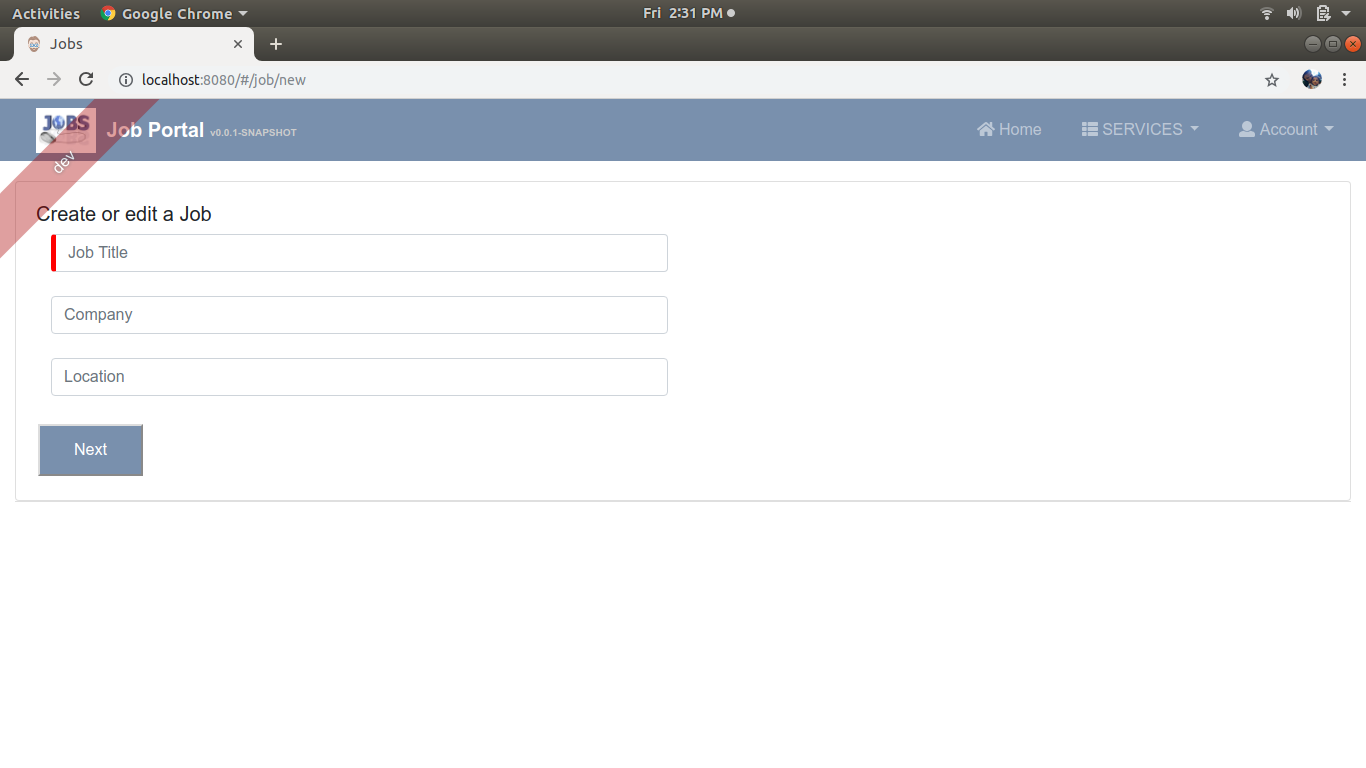 Activities Google Chrome Fri 2:31 PM
Jobs
localhost:8080/#/job/new
JOBS Job Portal v0.0.1-SNAPSHOT Home SERVICES Account
dev
Create or edit a Job
Job Title
Company
Location
Next